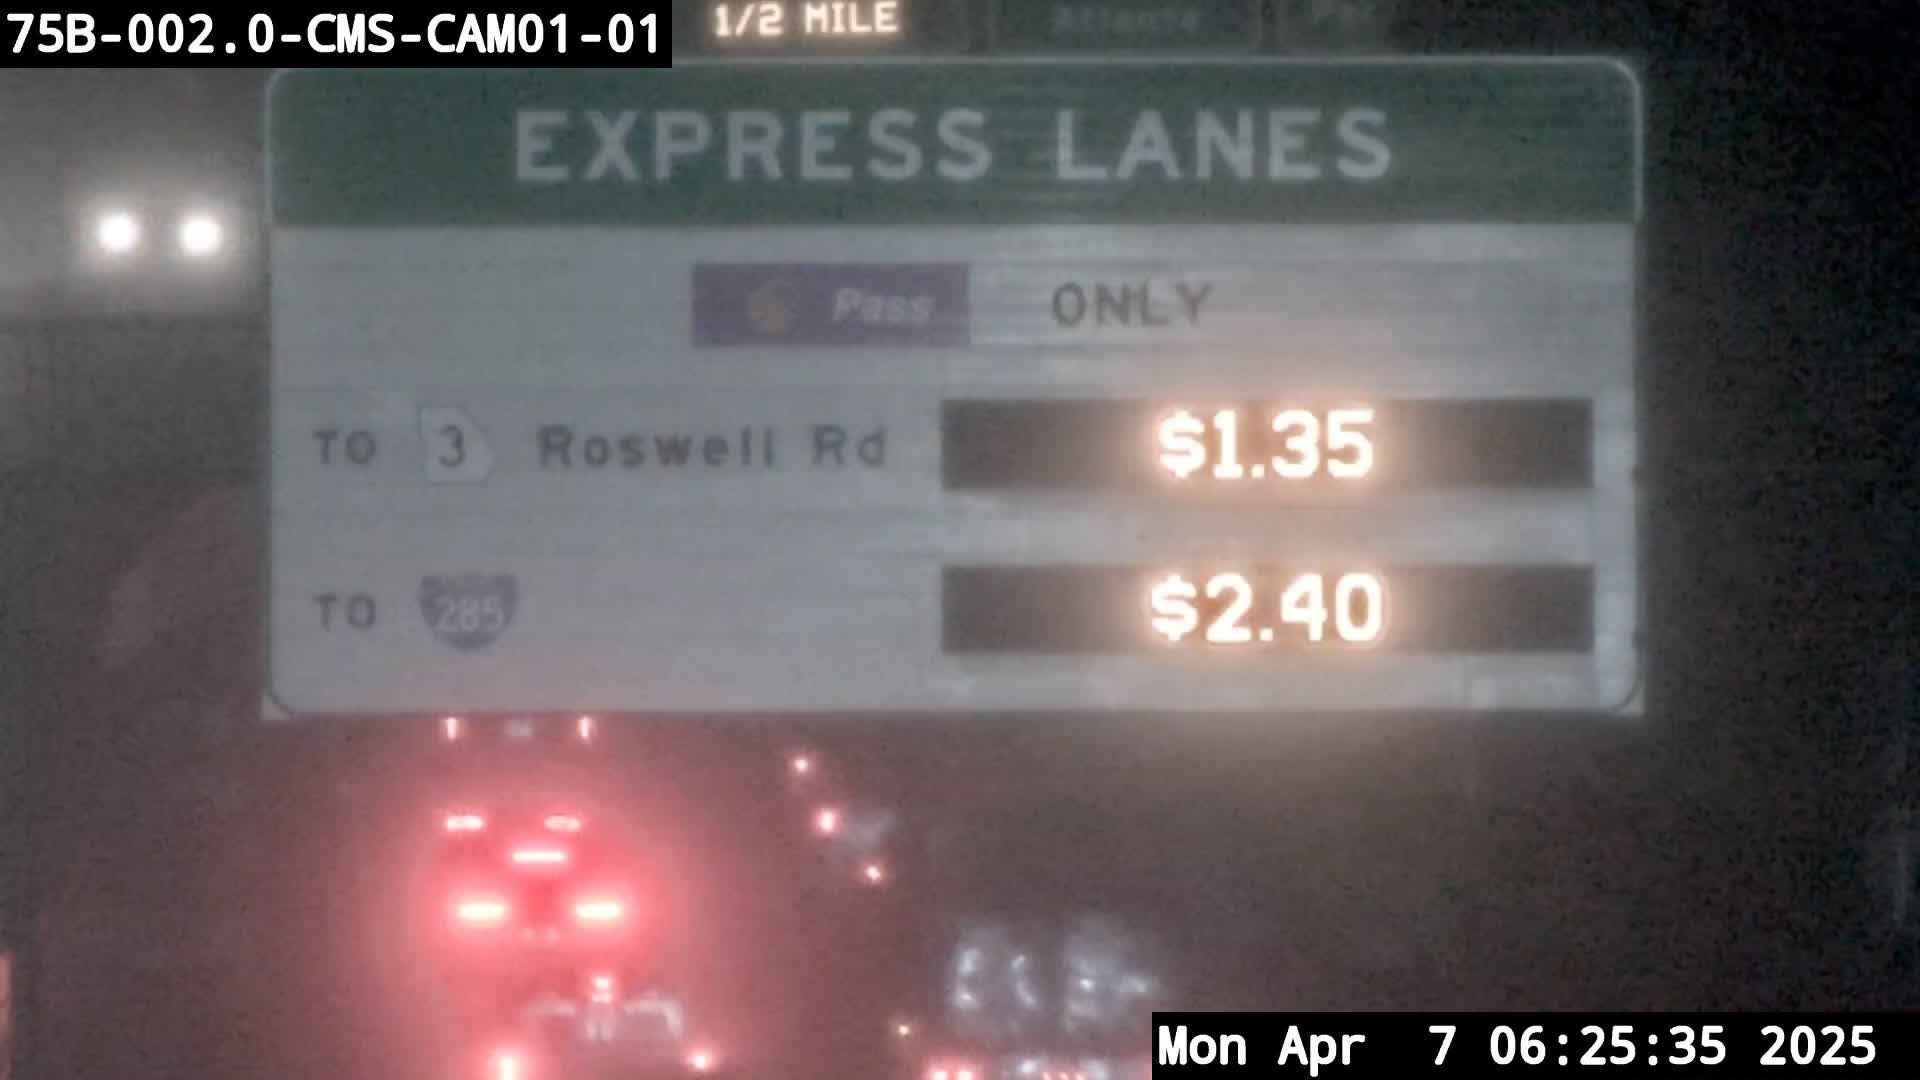 75B-002.0-CMS-CAM01-01
1/2 MILE
EXPRESS LANES
Pass ONLY
TO 3 Roswell Rd $1.35
TO 285 $2.40
Mon Apr 7 06:25:35 2025